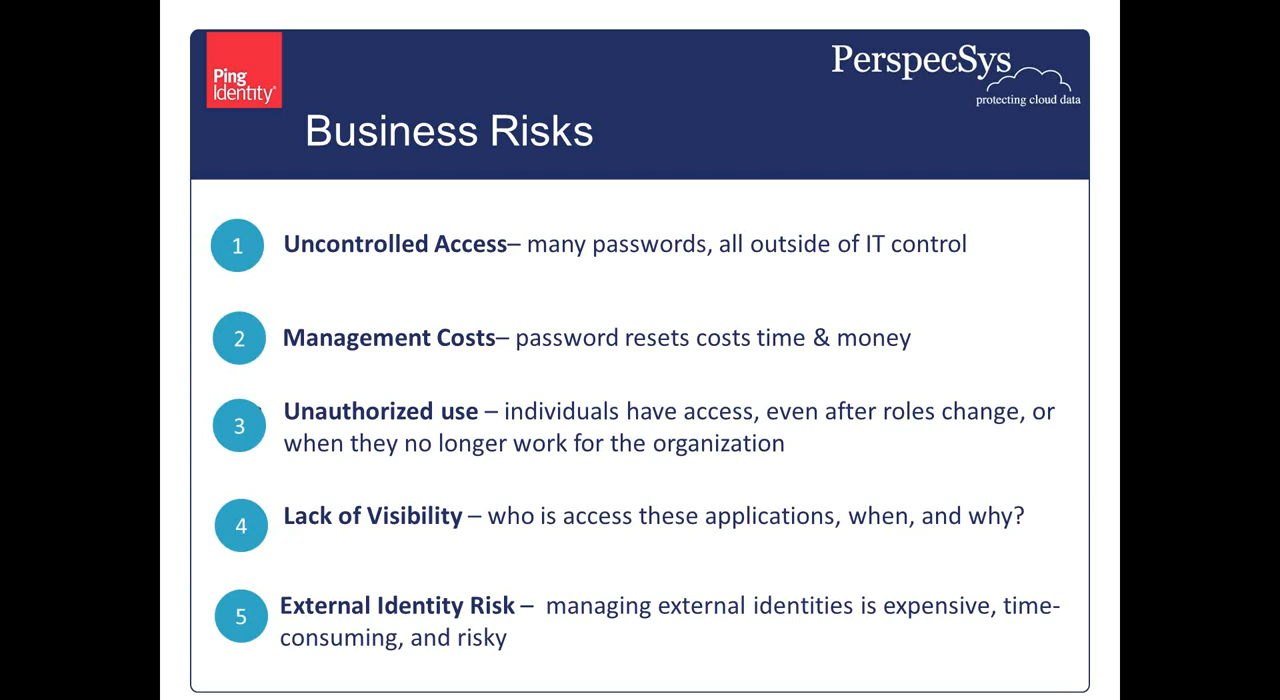 Ping
Identity®
PerspecSys
protecting cloud data
Business Risks
1
Uncontrolled Access– many passwords, all outside of IT control
2
Management Costs– password resets costs time & money
3
Unauthorized use – individuals have access, even after roles change, or
when they no longer work for the organization
4
Lack of Visibility – who is access these applications, when, and why?
5
External Identity Risk – managing external identities is expensive, time-
consuming, and risky